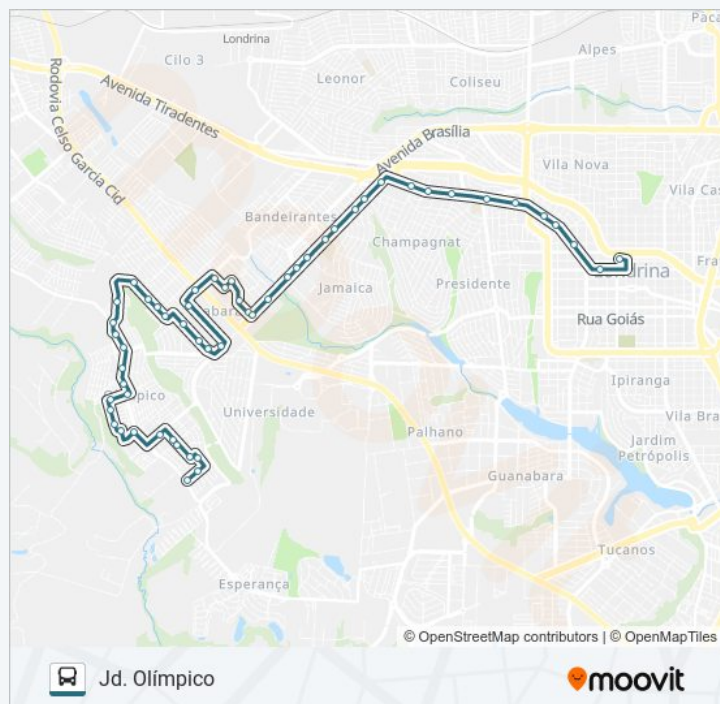 Paca
Londrina
Cilo 3
Alpes
Leonor
Coliseu
Avenida Tiradentes
Rodovia Celso Garcia Cid
Avenida Brasília
Vila Nova
Vila Cas
Bandeirantes
Champagnat
Fra
Londrina
Jamaica
Presidente
Rua Goiás
Ipiranga
Universidade
Vila Bra
Palhano
Jardim
Petrópolis
Guanabara
Tucanos
Esperança
© OpenStreetMap contributors | © OpenMapTiles
Jd. Olímpico
moovit